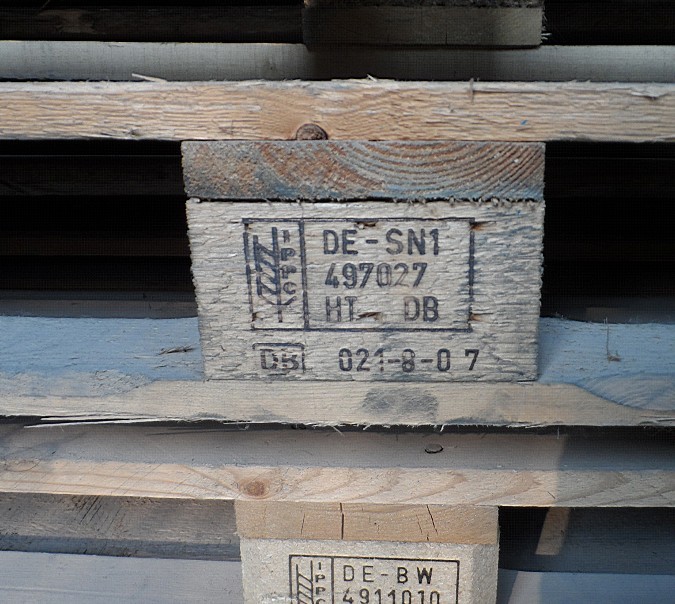 IPPC
DE-SN1
497027
HT DB
DB 021-8-07
IPPC
DE-BW
4911010